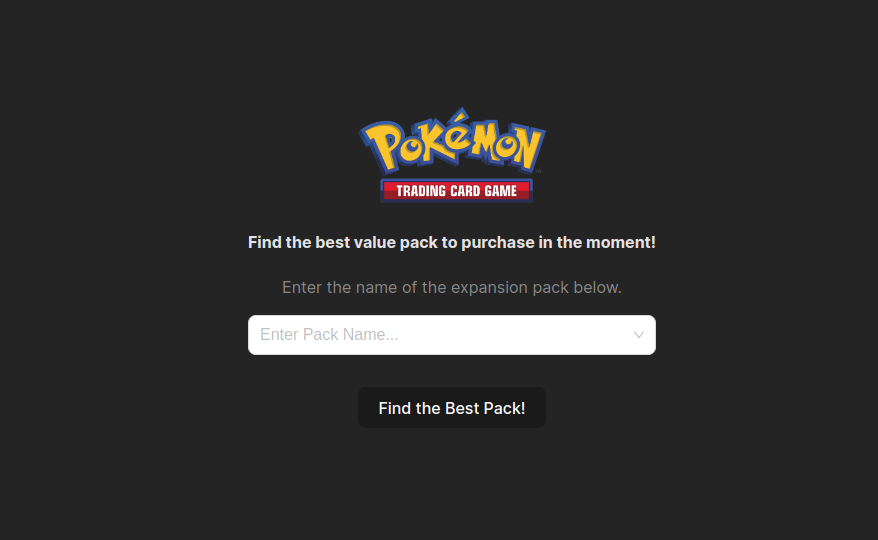 POKéMON
TRADING CARD GAME
Find the best value pack to purchase in the moment!
Enter the name of the expansion pack below.
Enter Pack Name...
Find the Best Pack!